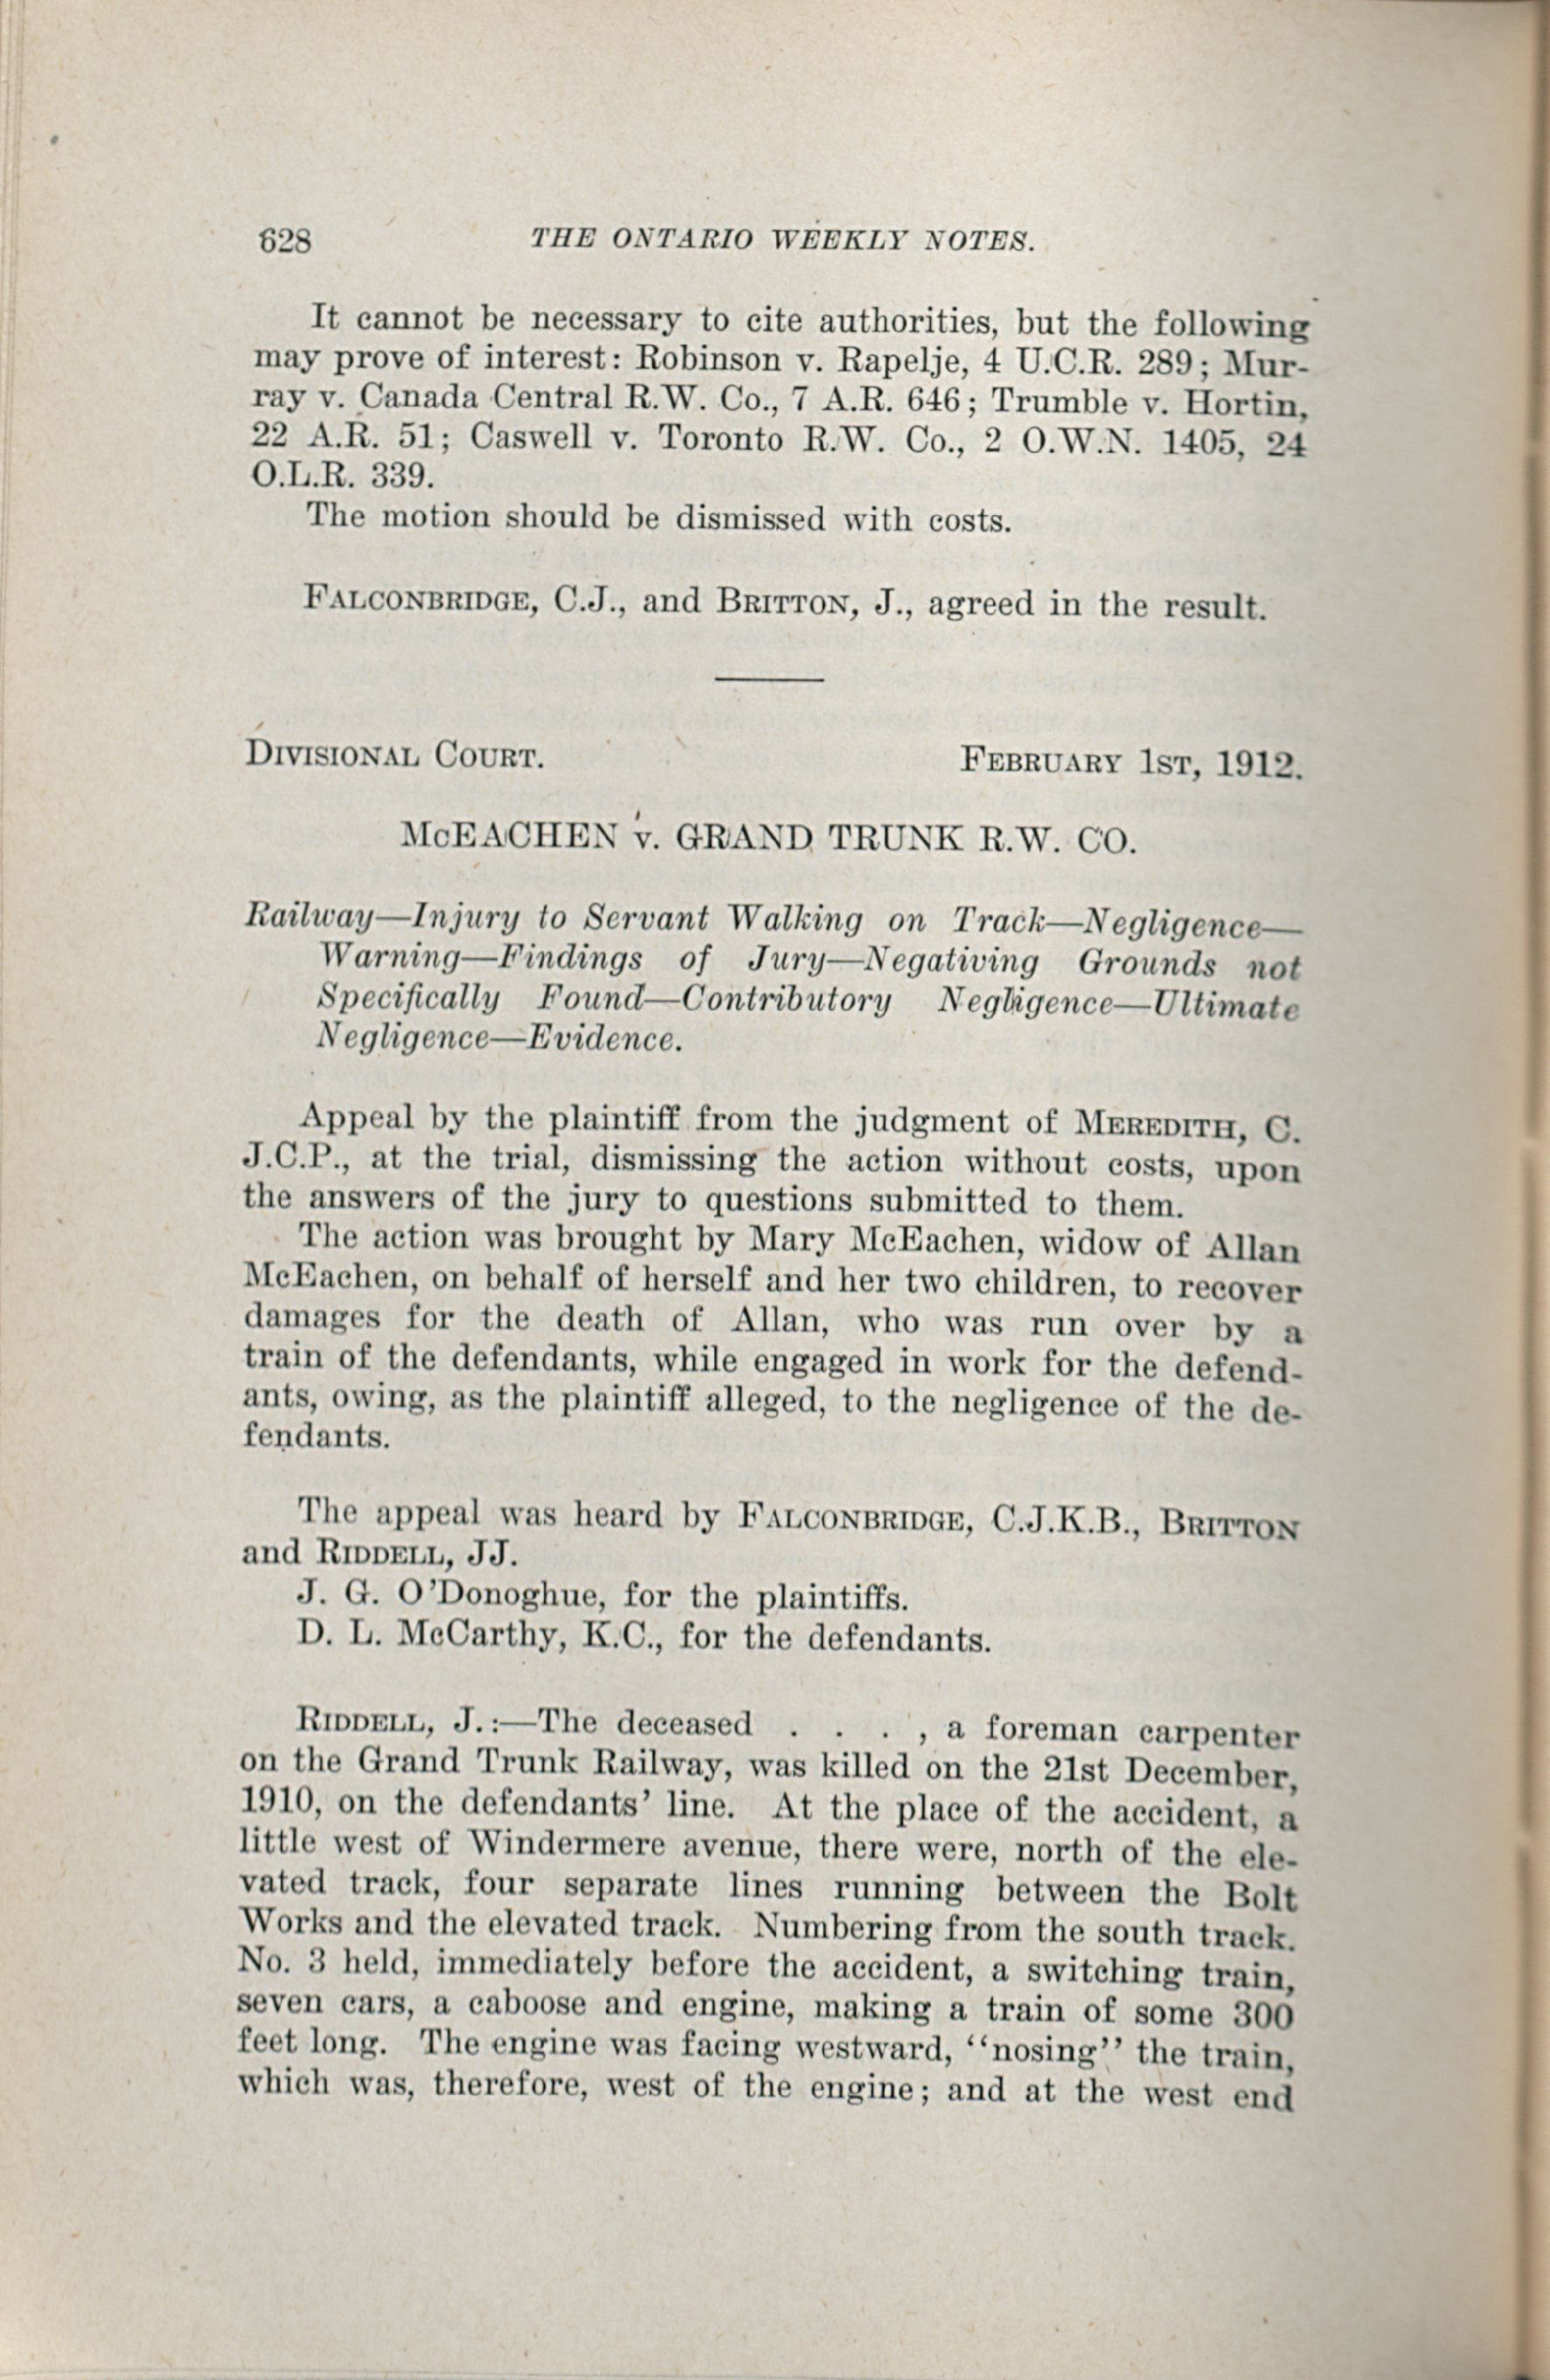 628 THE ONTARIO WEEKLY NOTES.
It cannot be necessary to cite authorities, but the following
may prove of interest: Robinson v. Rapelje, 4 U.C.R. 289; Mur-
ray v. Canada Central R.W. Co., 7 A.R. 646; Trumble v. Hortin,
22 A.R. 51; Caswell v. Toronto R.W. Co., 2 O.W.N. 1405, 24
O.L.R. 339.
The motion should be dismissed with costs.
FALCONBRIDGE, C.J., and BRITTON, J., agreed in the result.
DIVISIONAL COURT. FEBRUARY 1ST, 1912.
McEACHEN v. GRAND TRUNK R.W. CO.
Railway—Injury to Servant Walking on Track—Negligence—
Warning—Findings of Jury—Negativing Grounds not
Specifically Found—Contributory Negligence—Ultimate
Negligence—Evidence.
Appeal by the plaintiff from the judgment of MEREDITH, C.
J.C.P., at the trial, dismissing the action without costs, upon
the answers of the jury to questions submitted to them.
The action was brought by Mary McEachen, widow of Allan
McEachen, on behalf of herself and her two children, to recover
damages for the death of Allan, who was run over by a
train of the defendants, while engaged in work for the defend-
ants, owing, as the plaintiff alleged, to the negligence of the de-
fendants.
The appeal was heard by FALCONBRIDGE, C.J.K.B., BRITTON
and RIDDELL, JJ.
J. G. O'Donoghue, for the plaintiffs.
D. L. McCarthy, K.C., for the defendants.
RIDDELL, J.:—The deceased . . . , a foreman carpenter
on the Grand Trunk Railway, was killed on the 21st December,
1910, on the defendants' line. At the place of the accident, a
little west of Windermere avenue, there were, north of the ele-
vated track, four separate lines running between the Bolt
Works and the elevated track. Numbering from the south track.
No. 3 held, immediately before the accident, a switching train,
seven cars, a caboose and engine, making a train of some 300
feet long. The engine was facing westward, "nosing" the train,
which was, therefore, west of the engine; and at the west end